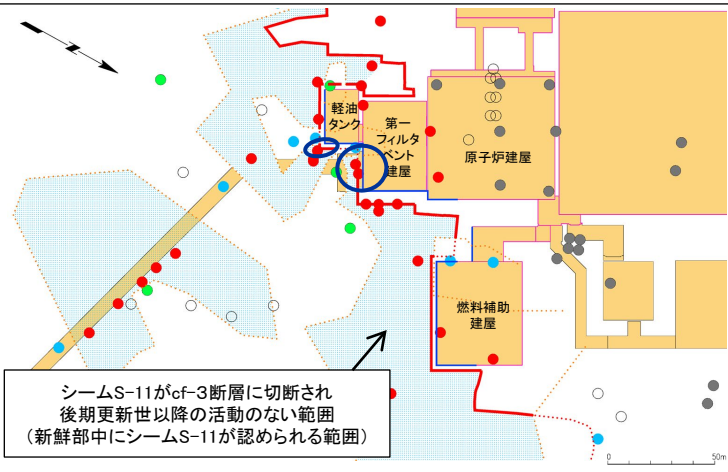 軽油
タンク
第一
フィルタ
ベント
建屋
原子炉建屋
燃料補助
建屋
シームS-11がcf-3断層に切断され
後期更新世以降の活動のない範囲
(新鮮部中にシームS-11が認められる範囲)
0
50m